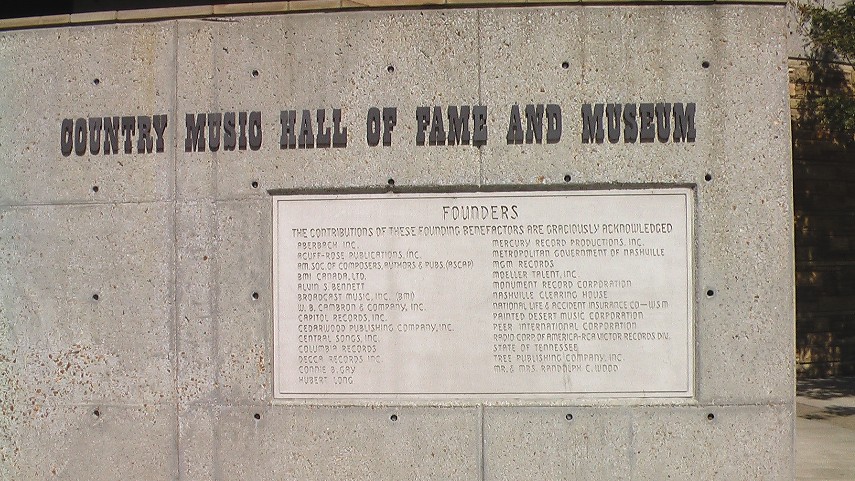 COUNTRY MUSIC HALL OF FAME AND MUSEUM
FOUNDERS
THE CONTRIBUTIONS OF THESE FOUNDING BENEFACTORS ARE GRACIOUSLY ACKNOWLEDGED
ABERBACH INC.
ACUFF-ROSE PUBLICATIONS, INC.
AM. SOC. OF COMPOSERS, AUTHORS & PUBS. (ASCAP)
BMI CANADA, LTD.
ALVIN S. BENNETT
BROADCAST MUSIC, INC. (BMI)
W. B. CAMBRON & COMPANY, INC.
CAPITOL RECORDS, INC.
CEDARWOOD PUBLISHING COMPANY, INC.
CENTRAL SONGS, INC.
COLUMBIA RECORDS
DECCA RECORDS INC.
CONNIE B. GAY
HUBERT LONG
MERCURY RECORD PRODUCTIONS, INC.
METROPOLITAN GOVERNMENT OF NASHVILLE
MGM RECORDS
MOELLER TALENT, INC.
MONUMENT RECORD CORPORATION
NASHVILLE CLEARING HOUSE
NATIONAL LIFE & ACCIDENT INSURANCE CO—WSM
PAINTED DESERT MUSIC CORPORATION
PEER INTERNATIONAL CORPORATION
RADIO CORP. OF AMERICA-RCA VICTOR RECORDS DIV.
STATE OF TENNESSEE
TREE PUBLISHING COMPANY, INC
MR. & MRS. RANDOLPH C. WOOD